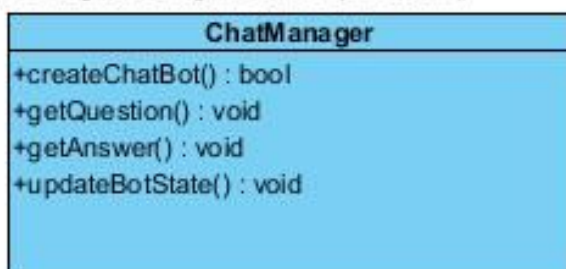 ChatManager
+createChatBot() : bool
+getQuestion() : void
+getAnswer() : void
+updateBotState() : void